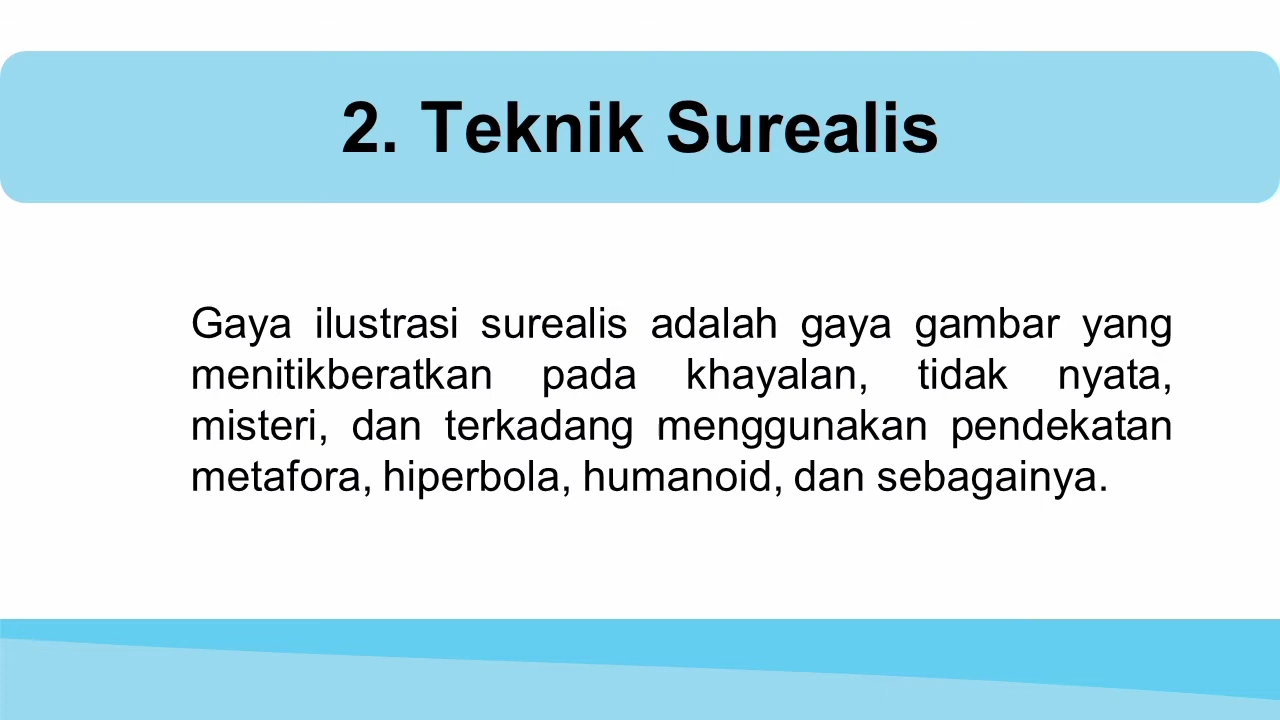 2. Teknik Surealis
Gaya ilustrasi surealis adalah gaya gambar yang
menitikberatkan pada khayalan, tidak nyata,
misteri, dan terkadang menggunakan pendekatan
metafora, hiperbola, humanoid, dan sebagainya.